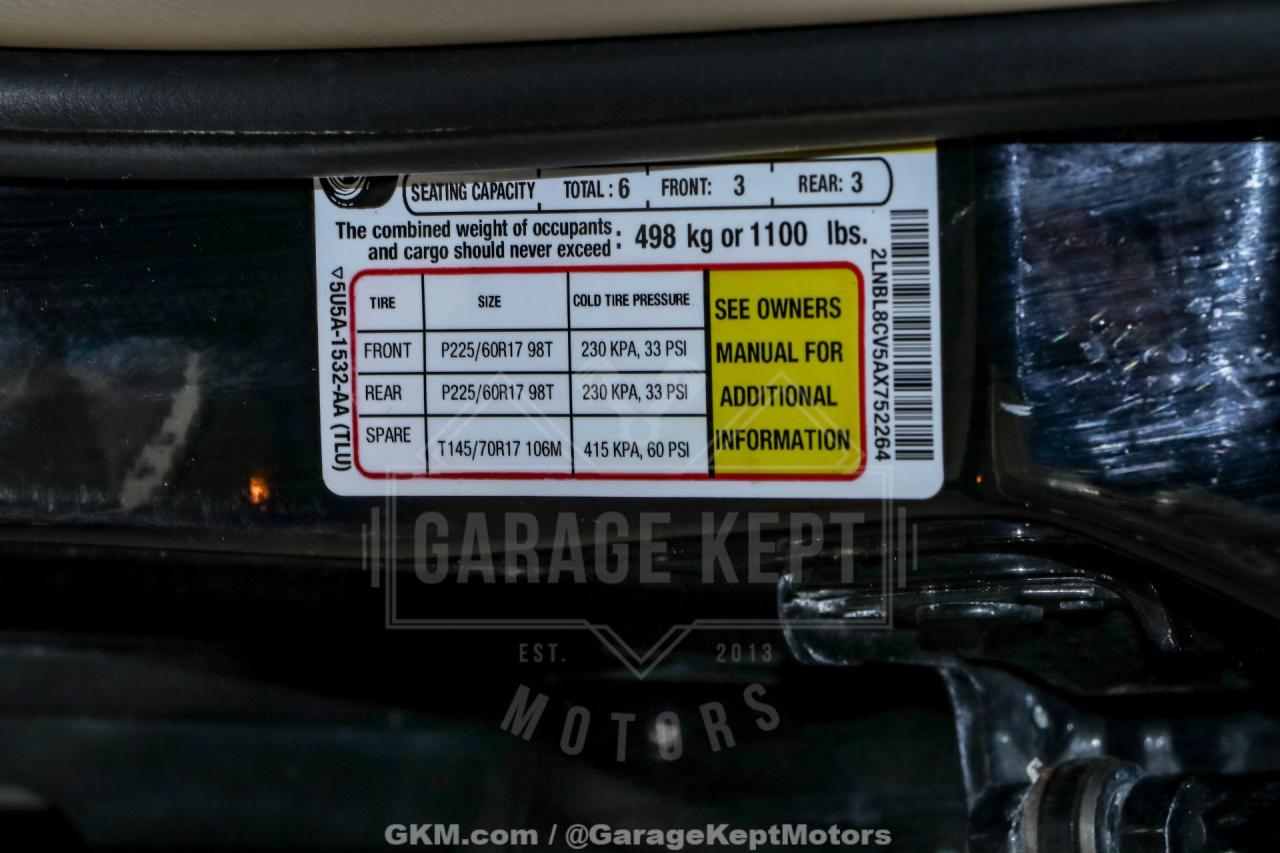 SEATING CAPACITY TOTAL : 6 FRONT: 3 REAR: 3
The combined weight of occupants
and cargo should never exceed : 498 kg or 1100 lbs.
TIRE SIZE COLD TIRE PRESSURE
FRONT P225/60R17 98T 230 KPA, 33 PSI
REAR P225/60R17 98T 230 KPA, 33 PSI
SPARE T145/70R17 106M 415 KPA, 60 PSI
SEE OWNERS
MANUAL FOR
ADDITIONAL
INFORMATION
▽5U5A-1532-AA (TLU)
2LNBL8CV5AX752264
GARAGE KEPT
EST. 2013
MOTORS
GKM.com / @GarageKeptMotors